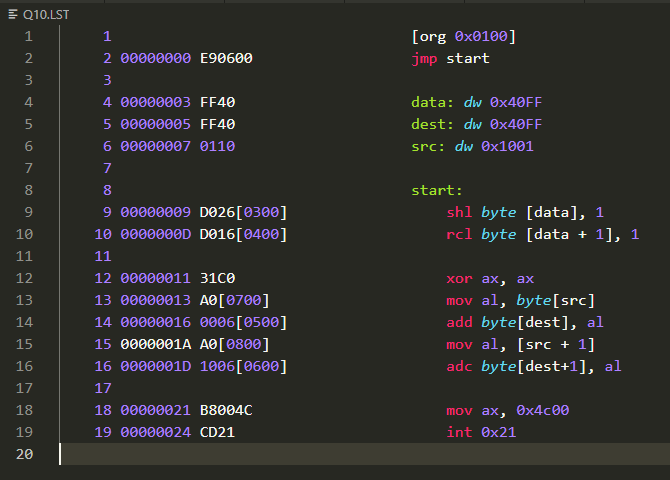 Q10.LST
1 1 [org 0x0100]
2 2 00000000 E90600 jmp start
3 3
4 4 00000003 FF40 data: dw 0x40FF
5 5 00000005 FF40 dest: dw 0x40FF
6 6 00000007 0110 src: dw 0x1001
7 7
8 8 start:
9 9 00000009 D026[0300] shl byte [data], 1
10 10 0000000D D016[0400] rcl byte [data + 1], 1
11 11
12 12 00000011 31C0 xor ax, ax
13 13 00000013 A0[0700] mov al, byte[src]
14 14 00000016 0006[0500] add byte[dest], al
15 15 0000001A A0[0800] mov al, [src + 1]
16 16 0000001D 1006[0600] adc byte[dest+1], al
17 17
18 18 00000021 B8004C mov ax, 0x4c00
19 19 00000024 CD21 int 0x21
20